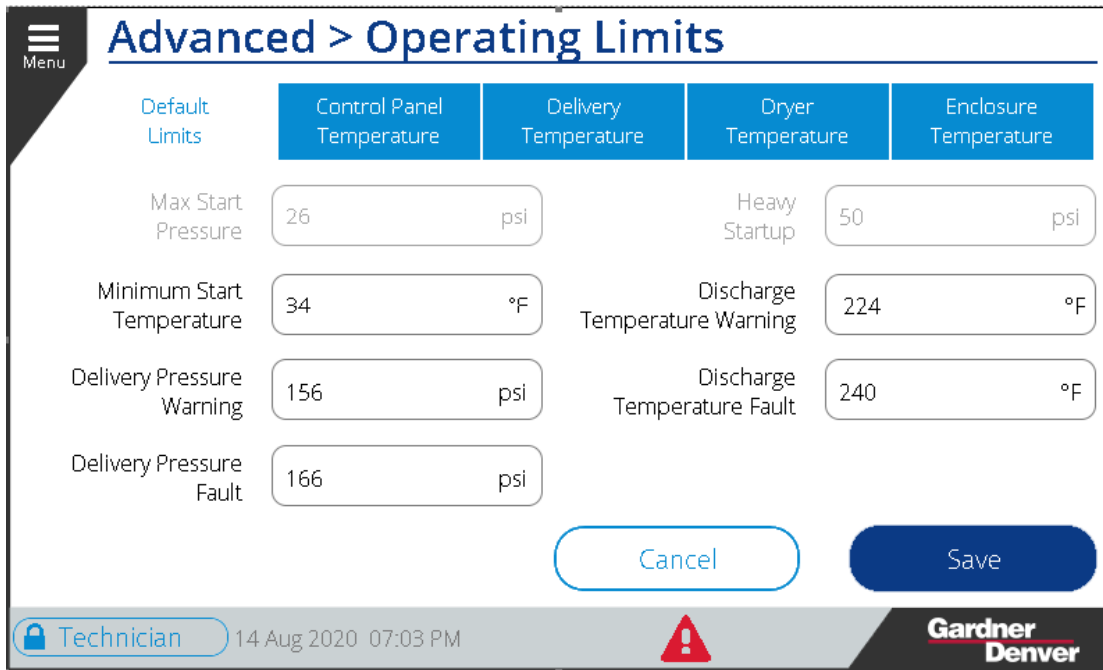 Menu
Advanced > Operating Limits
Default
Limits
Control Panel
Temperature
Delivery
Temperature
Dryer
Temperature
Enclosure
Temperature
Max Start
Pressure
26 psi
Heavy
Startup
50 psi
Minimum Start
Temperature
34 °F
Discharge
Temperature Warning
224 °F
Delivery Pressure
Warning
156 psi
Discharge
Temperature Fault
240 °F
Delivery Pressure
Fault
166 psi
Cancel
Save
Technician
14 Aug 2020 07:03 PM
Gardner
Denver